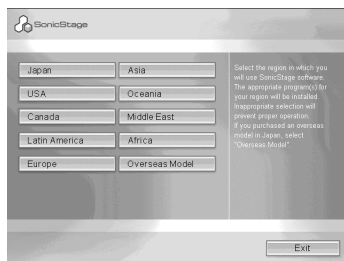 SonicStage
Japan
Asia
USA
Oceania
Canada
Middle East
Latin America
Africa
Europe
Overseas Model
Select the region in which you
will use SonicStage software.
The appropriate program(s) for
your region will be installed.
Inappropriate selection will
prevent proper operation.
If you purchased an overseas
model in Japan, select
"Overseas Model".
Exit